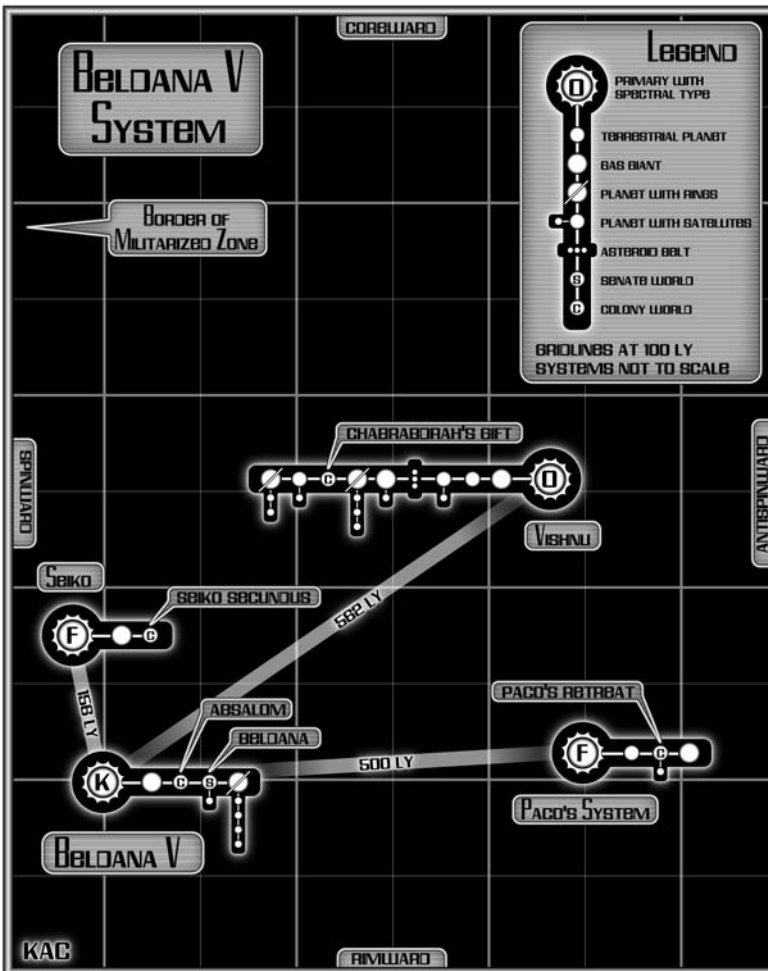 COREWARD
BELDANA V
SYSTEM
LEGEND
D
PRIMARY WITH
SPECTRAL TYPE
TERRESTRIAL PLANET
GAS GIANT
PLANET WITH RINGS
PLANET WITH SATELLITES
ASTEROID BELT
S
SENATE WORLD
C
COLONY WORLD
GRIDLINES AT 100 LY
SYSTEMS NOT TO SCALE
BORDER OF
MILITARIZED ZONE
SPINWARD
ANTISPINWARD
CHABRABORAH'S GIFT
C
D
VISHNU
SEIKO
SEIKO SECUNDUS
F
C
562 LY
158 LY
ABSALOM
BELDANA
K
C
S
500 LY
PACO'S RETREAT
F
C
PACO'S SYSTEM
BELDANA V
KAC
RIMWARD